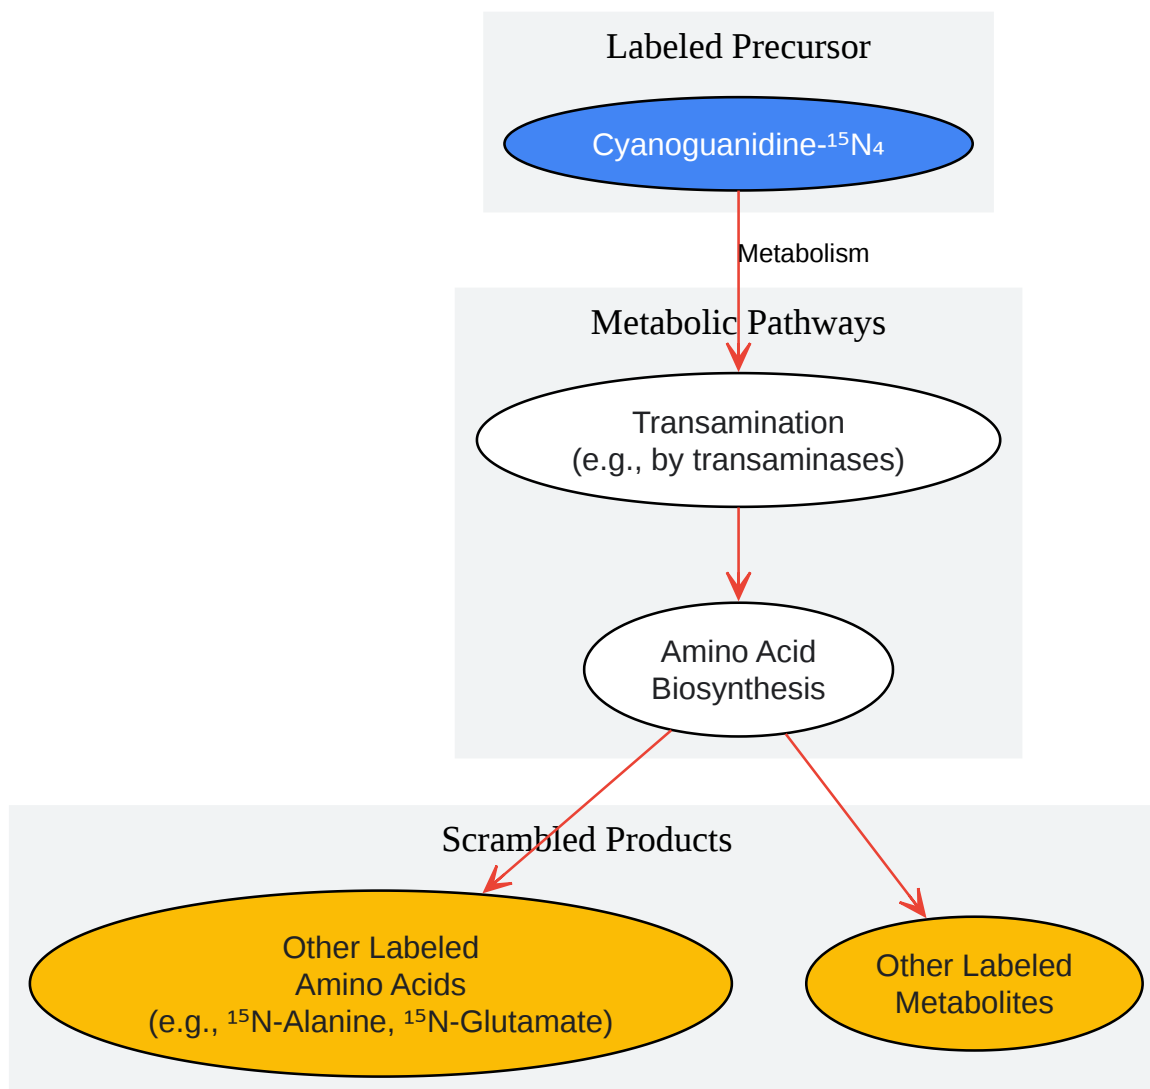 Labeled Precursor
Cyanoguanidine-¹⁵N₄
Metabolism
Metabolic Pathways
Transamination
(e.g., by transaminases)
Amino Acid
Biosynthesis
Scrambled Products
Other Labeled
Amino Acids
(e.g., ¹⁵N-Alanine, ¹⁵N-Glutamate)
Other Labeled
Metabolites